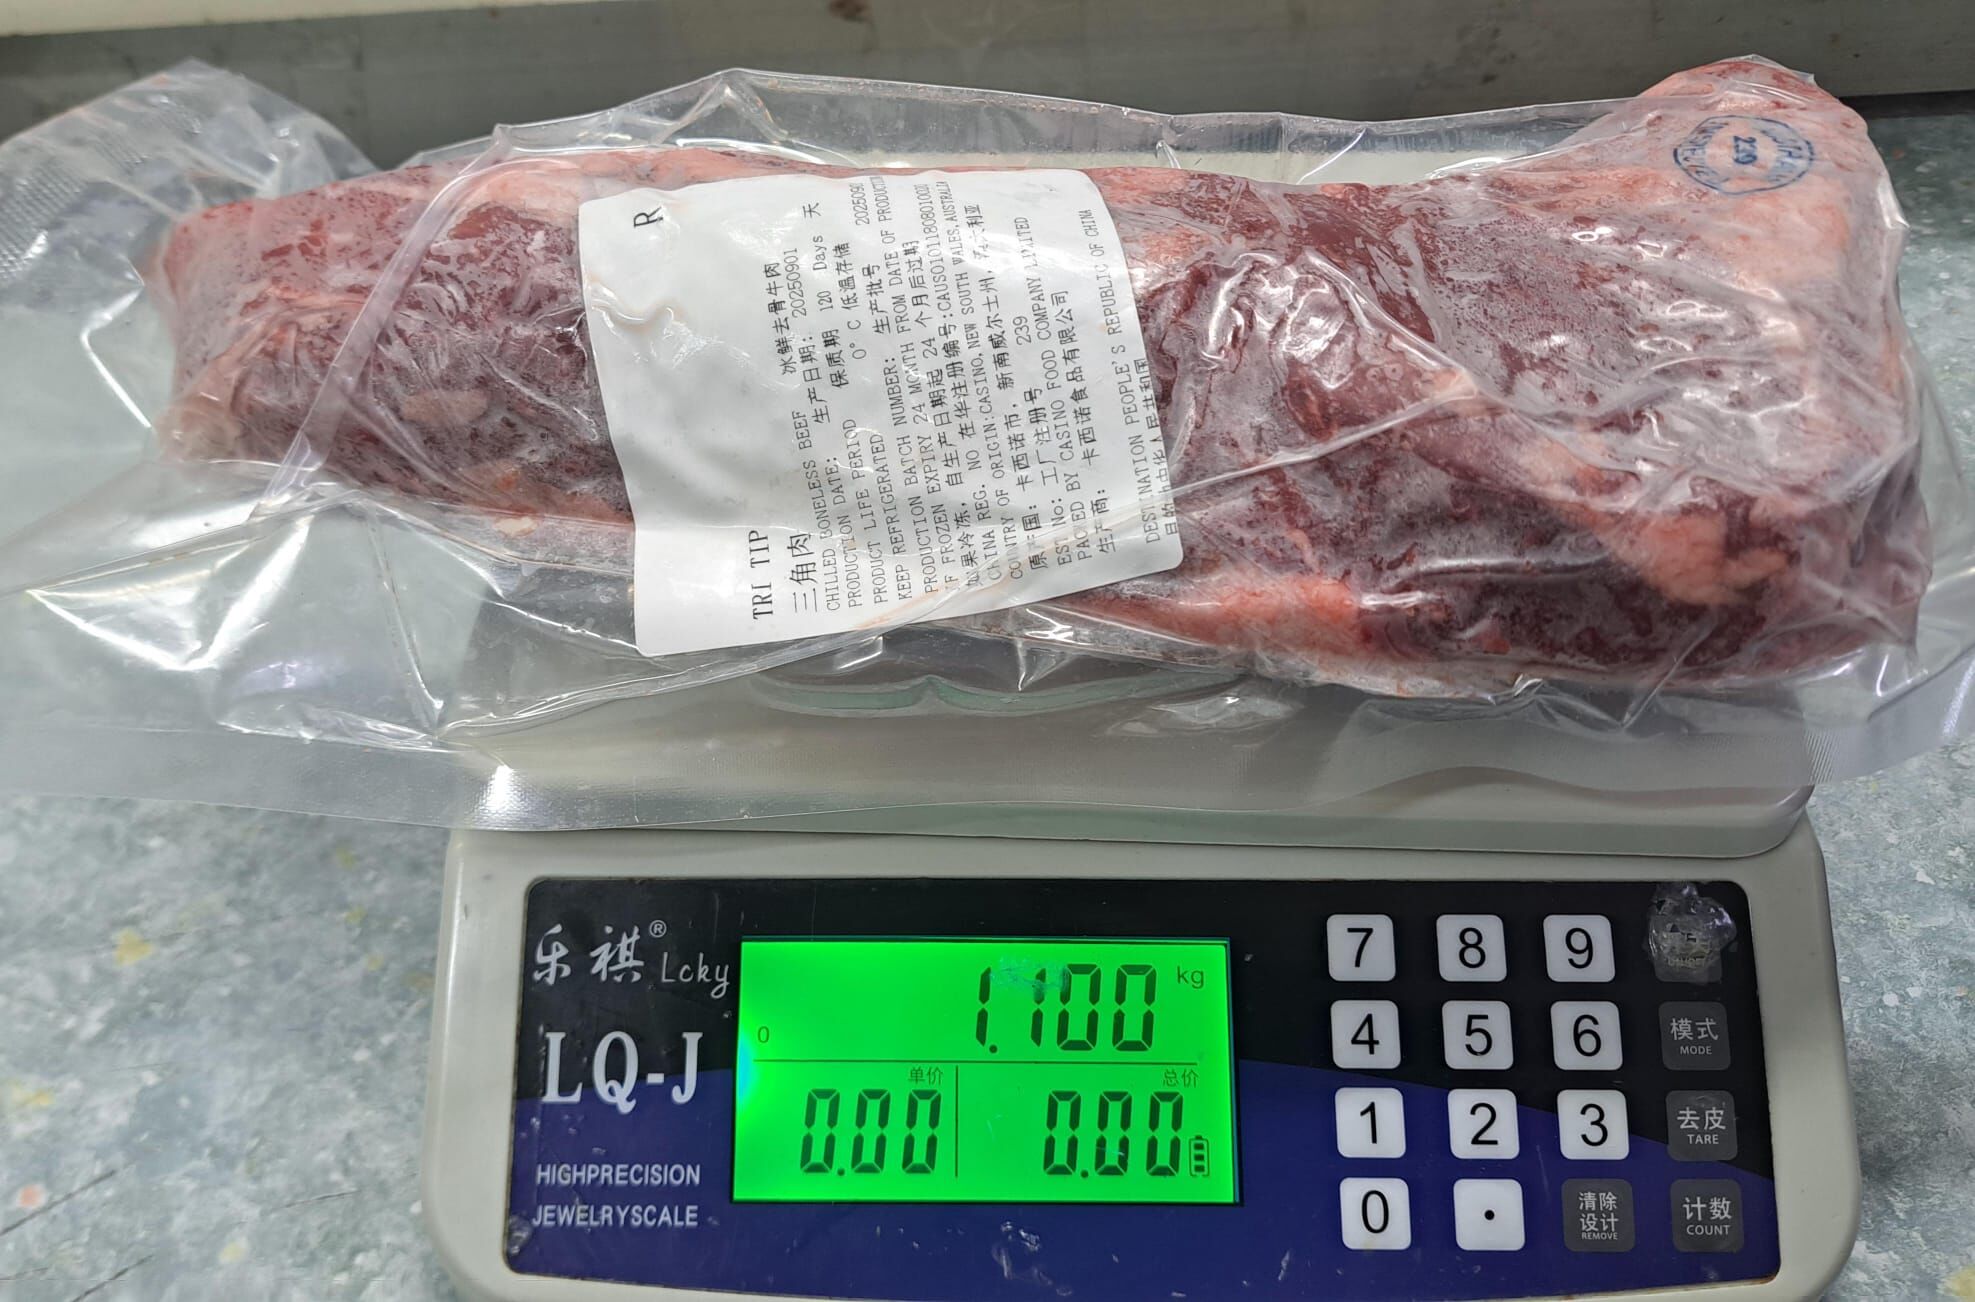 R
TRI TIP
三角肉
CHILLED BONELESS BEEF 冰鲜去骨牛肉
PRODUCTION DATE: 生产日期: 20250901
PRODUCT LIFE PERIOD 保质期 120 Days 天
KEEP REFRIGERATED 0° C 低温存储
PRODUCTION BATCH NUMBER: 生产批号
IF FROZEN EXPIRY 24 MONTH FROM DATE OF PRODUCTION
如果冷冻，自生产日期起 24 个月后过期
CHINA REG. NO 在华注册编号:
COUNTRY OF ORIGIN:CASINO, NEW SOUTH WALES, AUSTRALIA
原产国: 卡西诺市, 新南威尔士州, 澳大利亚
EST No: 工厂注册号 239
PACKED BY CASINO FOOD COMPANY LIMITED
生产商: 卡西诺食品有限公司
DESTINATION PEOPLE'S REPUBLIC OF CHINA
乐祺® Lcky
LQ-J
HIGHPRECISION
JEWELRYSCALE
0
1.100 kg
单价 总价
0.00 0.00
7 8 9
4 5 6 模式 MODE
1 2 3 去皮 TARE
0 . 清除 设计 REMOVE 计数 COUNT